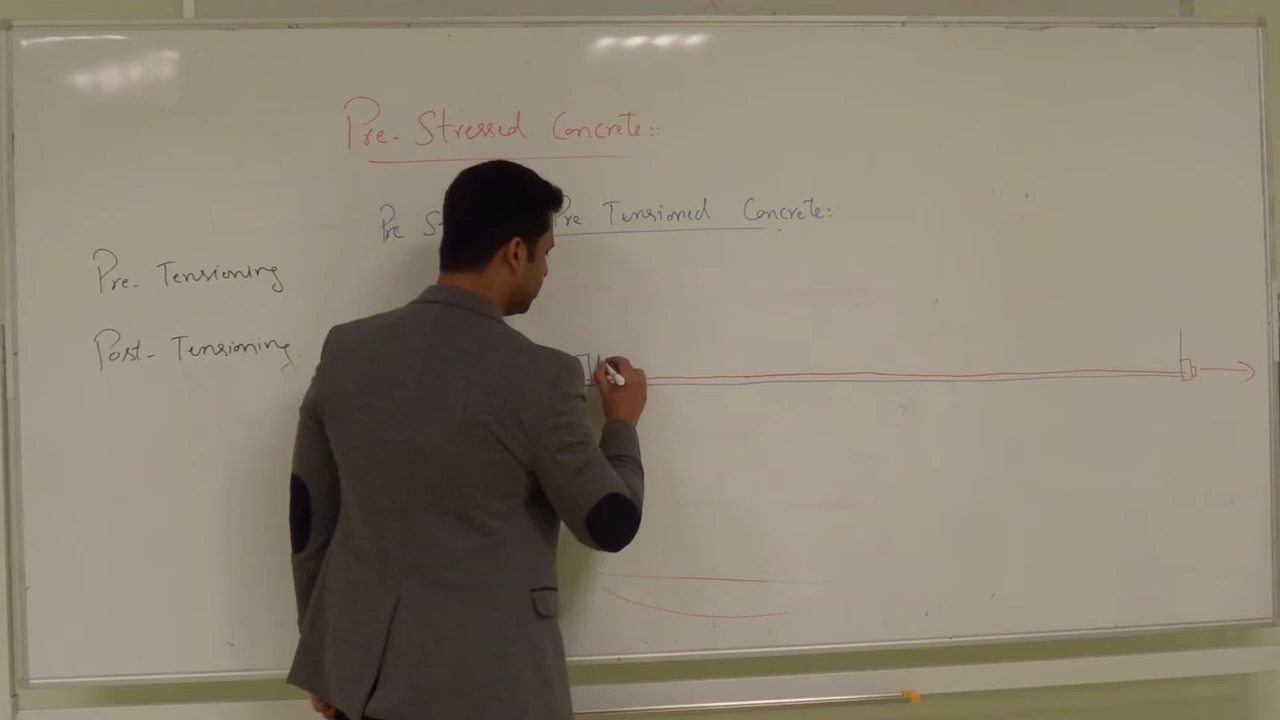 Pre-Stressed Concrete::
Pre Tensioned Concrete:
Pre- Tensioning
Post- Tensioning.